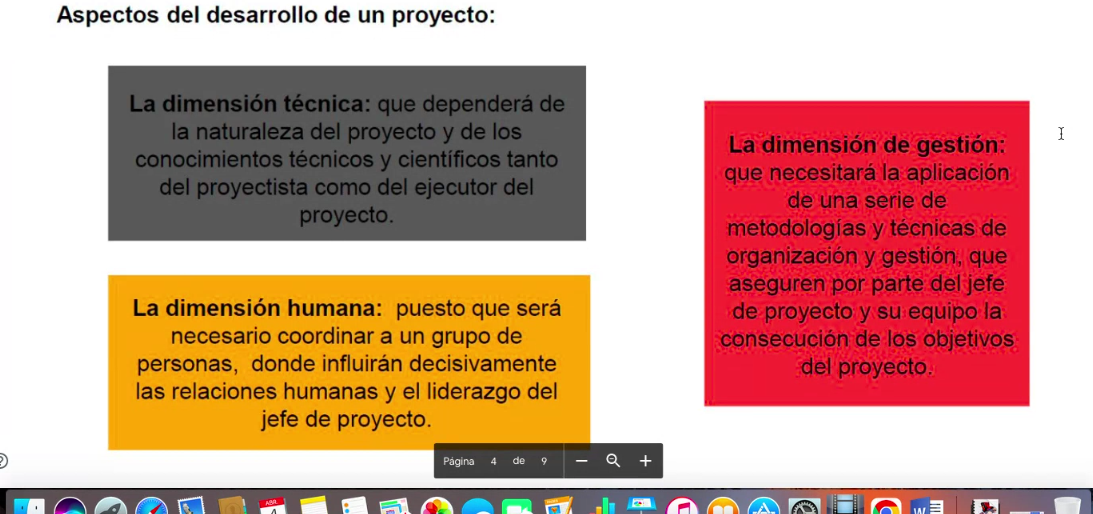 Aspectos del desarrollo de un proyecto:
La dimensión técnica: que dependerá de
la naturaleza del proyecto y de los
conocimientos técnicos y científicos tanto
del proyectista como del ejecutor del
proyecto.
La dimensión humana: puesto que será
necesario coordinar a un grupo de
personas, donde influirán decisivamente
las relaciones humanas y el liderazgo del
jefe de proyecto.
La dimensión de gestión:
que necesitará la aplicación
de una serie de
metodologías y técnicas de
organización y gestión, que
aseguren por parte del jefe
de proyecto y su equipo la
consecución de los objetivos
del proyecto.
Página 4 de 9
ABR
4
W